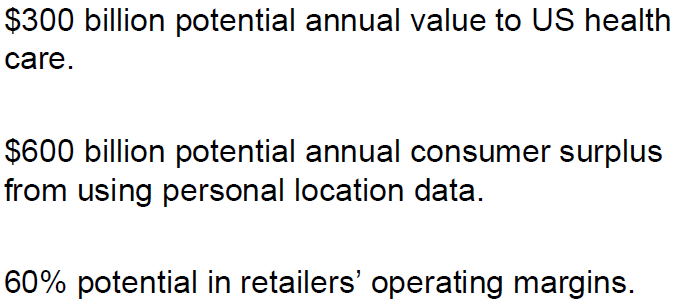 $300 billion potential annual value to US health
care.
$600 billion potential annual consumer surplus
from using personal location data.
60% potential in retailers’ operating margins.